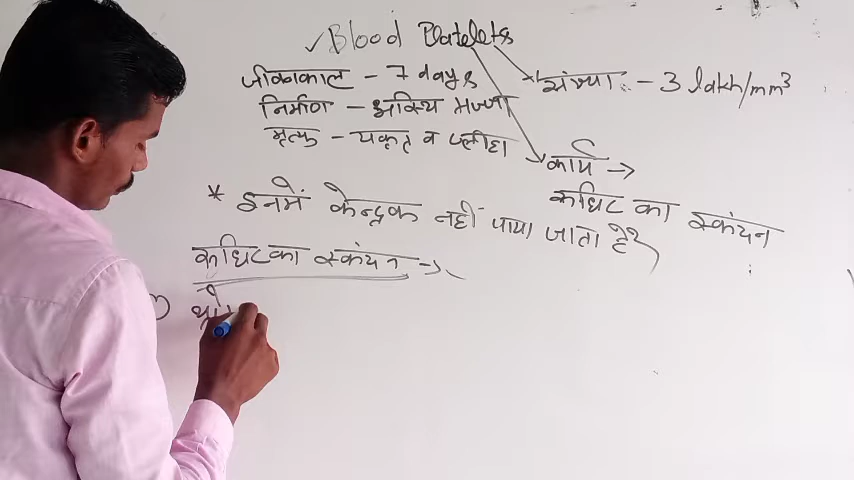 ✓ Blood Platelets
जीवनकाल – 7 days
संख्या – 3 lakh/mm³
निर्माण – अस्थि मज्जा
मृत्यु – यकृत व प्लीहा
कार्य →
रूधिर का स्कंदन
* इनमें केन्द्रक नहीं पाया जाता है?
रूधिर का स्कंदन →